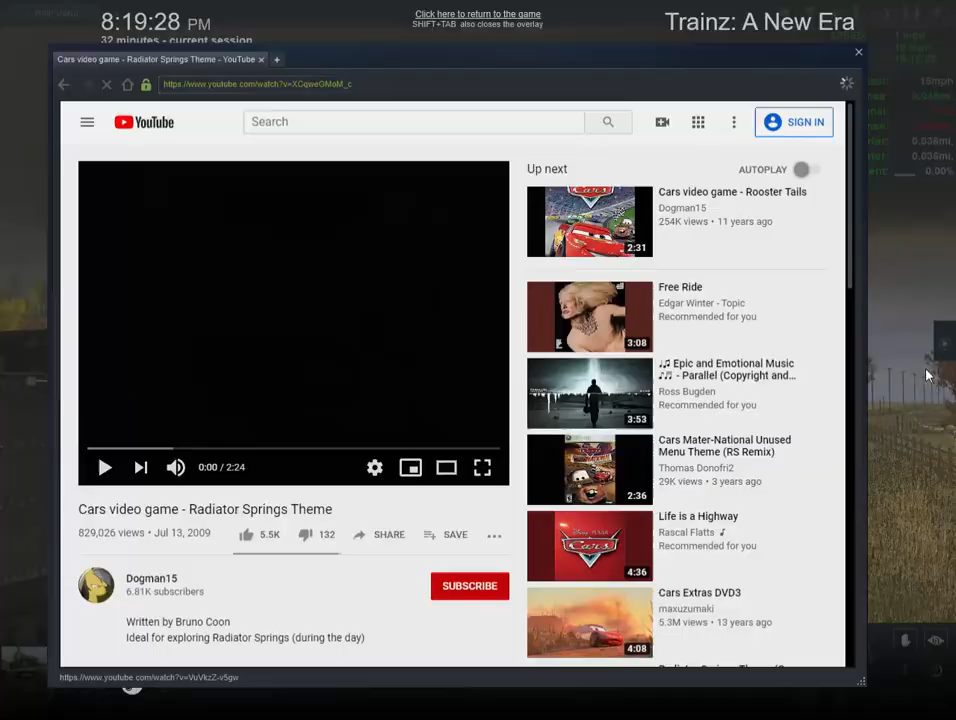 8:19:28 PM
32 minutes - current session
Click here to return to the game
SHIFT+TAB also closes the overlay
Trainz: A New Era
Cars video game - Radiator Springs Theme - YouTube
https://www.youtube.com/watch?v=XCqweGMoM_c
YouTube
Search
SIGN IN
Up next
AUTOPLAY
Cars video game - Rooster Tails
Dogman15
254K views • 11 years ago
2:31
Free Ride
Edgar Winter - Topic
Recommended for you
3:08
♩♫ Epic and Emotional Music
♪♬ - Parallel (Copyright and...
Ross Bugden
Recommended for you
3:53
Cars Mater-National Unused
Menu Theme (RS Remix)
Thomas Donofri2
29K views • 3 years ago
2:36
Life is a Highway
Rascal Flatts
Recommended for you
4:36
Cars Extras DVD3
maxuzumaki
5.3M views • 13 years ago
4:08
0:00 / 2:24
Cars video game - Radiator Springs Theme
829,026 views • Jul 13, 2009
5.5K
132
SHARE
SAVE
Dogman15
6.81K subscribers
SUBSCRIBE
Written by Bruno Coon
Ideal for exploring Radiator Springs (during the day)
https://www.youtube.com/watch?v=VuVkzZ-v5gw
15mph
0.036mi,
0.036mi,
0.00%